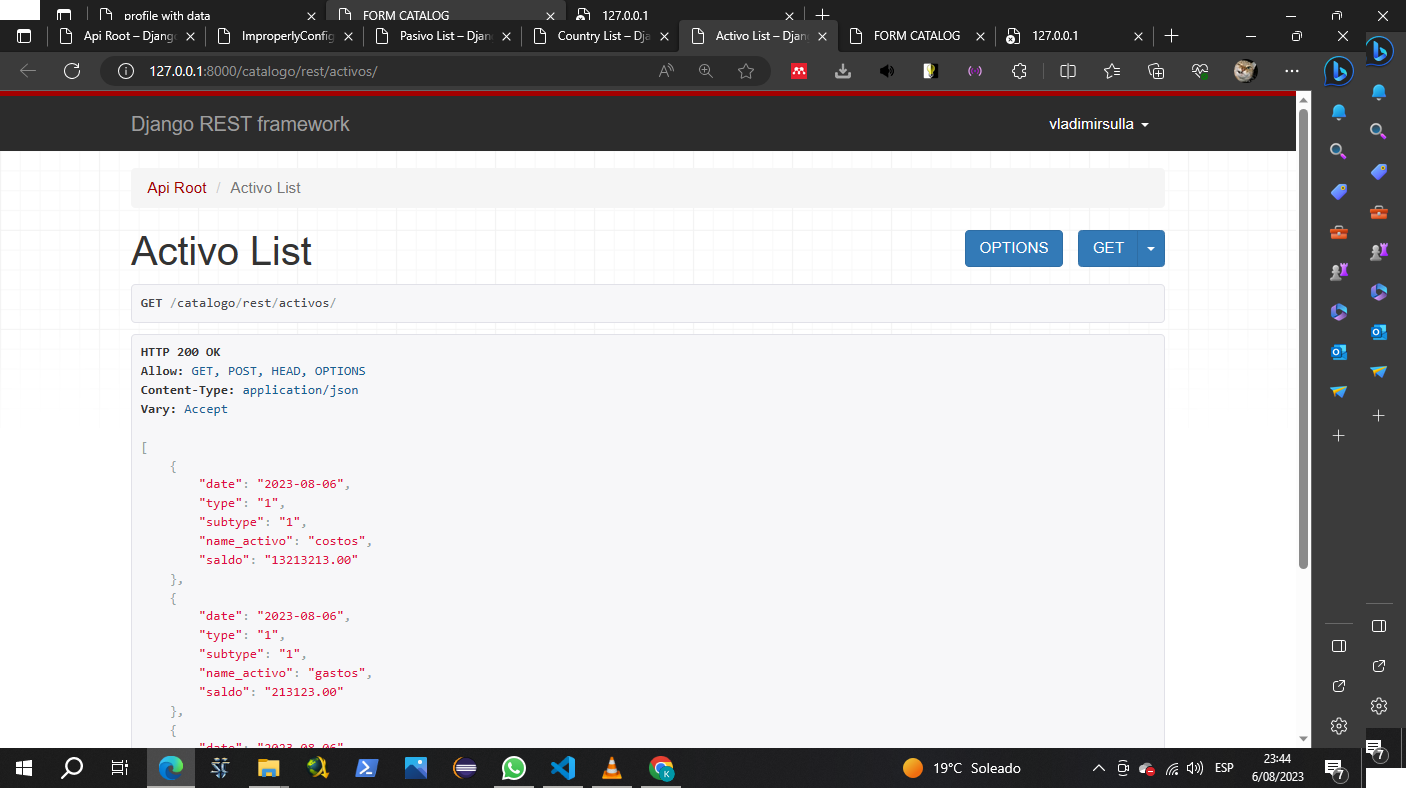 profile with data
FORM CATALOG
127.0.0.1
Api Root – Djang
ImproperlyConfig
Pasivo List – Djan
Country List – Dja
Activo List – Djan
FORM CATALOG
127.0.0.1
127.0.0.1:8000/catalogo/rest/activos/
Django REST framework
vladimirsulla
Api Root / Activo List
Activo List
OPTIONS
GET
GET /catalogo/rest/activos/
HTTP 200 OK
Allow: GET, POST, HEAD, OPTIONS
Content-Type: application/json
Vary: Accept
[
{
"date": "2023-08-06",
"type": "1",
"subtype": "1",
"name_activo": "costos",
"saldo": "13213213.00"
},
{
"date": "2023-08-06",
"type": "1",
"subtype": "1",
"name_activo": "gastos",
"saldo": "213123.00"
},
{
"date": "2023-08-06"
19°C Soleado
ESP
23:44
6/08/2023
7
7